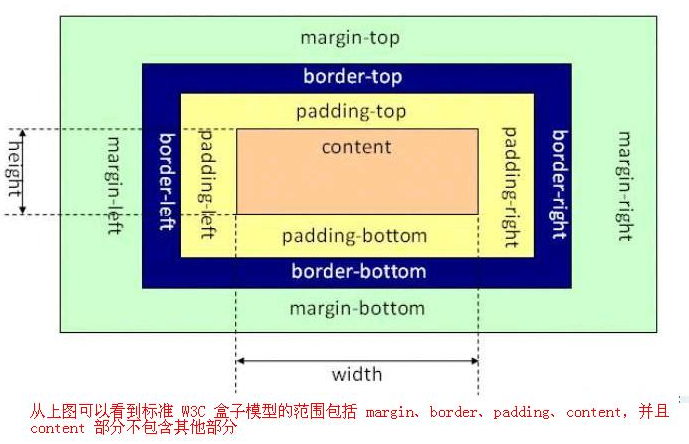 margin-top
border-top
padding-top
content
height
margin-left
border-left
padding-left
padding-right
border-right
margin-right
padding-bottom
border-bottom
margin-bottom
width
从上图可以看到标准 W3C 盒子模型的范围包括 margin、border、padding、content, 并且
content 部分不包含其他部分